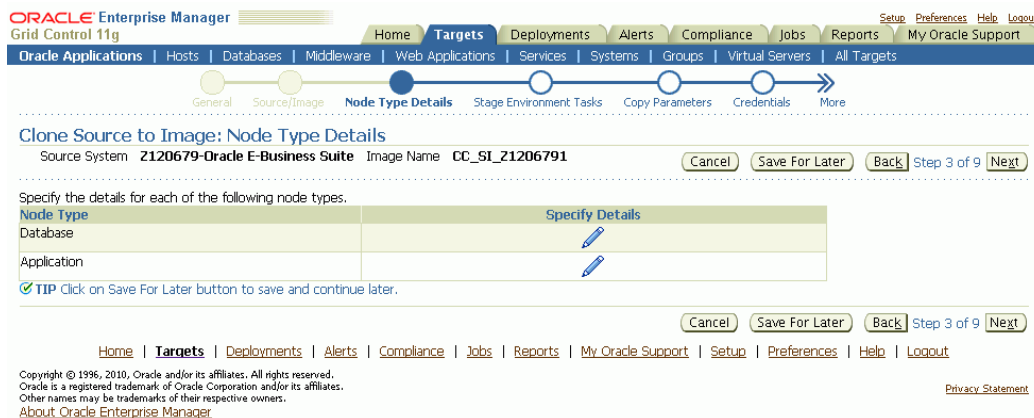 ORACLE Enterprise Manager
Grid Control 11g
Setup Preferences Help Logou
Home Targets Deployments Alerts Compliance Jobs Reports My Oracle Support
Oracle Applications | Hosts | Databases | Middleware | Web Applications | Services | Systems | Groups | Virtual Servers | All Targets
General Source/Image Node Type Details Stage Environment Tasks Copy Parameters Credentials More
Clone Source to Image: Node Type Details
Source System Z120679-Oracle E-Business Suite Image Name CC_SI_Z1206791
Cancel Save For Later Back Step 3 of 9 Next
Specify the details for each of the following node types.
Node Type Specify Details
Database
Application
TIP Click on Save For Later button to save and continue later.
Cancel Save For Later Back Step 3 of 9 Next
Home | Targets | Deployments | Alerts | Compliance | Jobs | Reports | My Oracle Support | Setup | Preferences | Help | Logout
Copyright © 1996, 2010, Oracle and/or its affiliates. All rights reserved.
Oracle is a registered trademark of Oracle Corporation and/or its affiliates.
Other names may be trademarks of their respective owners.
Privacy Statement
About Oracle Enterprise Manager